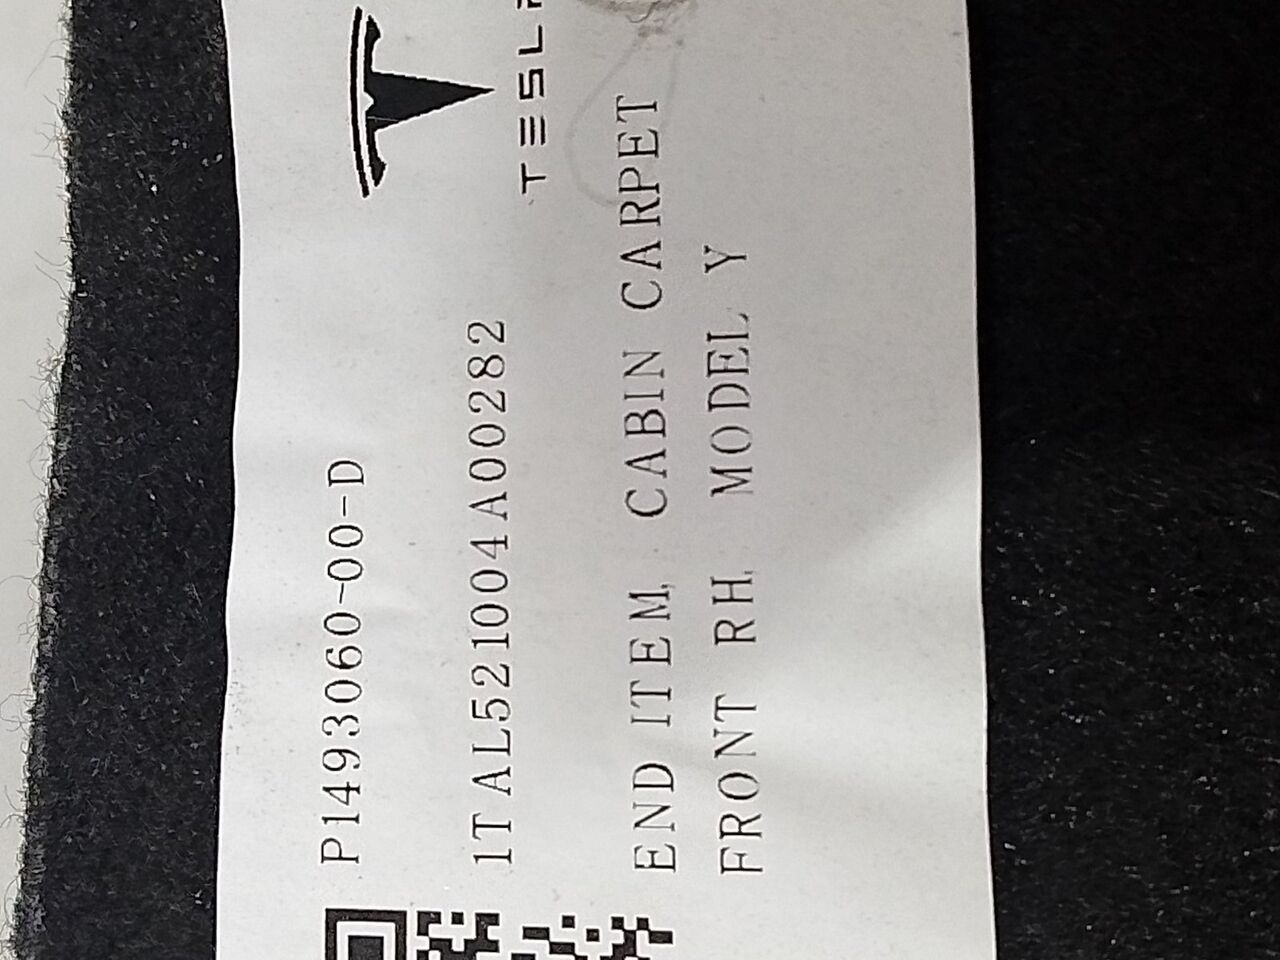 P1493060-00-D
1TAL521004A00282
TESLA
END ITEM, CABIN CARPET
FRONT RH, MODEL Y